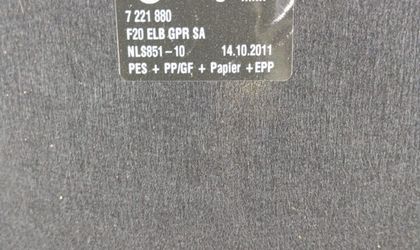 7 221 880
F20 ELB GPR SA
NLS851-10 14.10.2011
PES + PP/GF + Papier +EPP